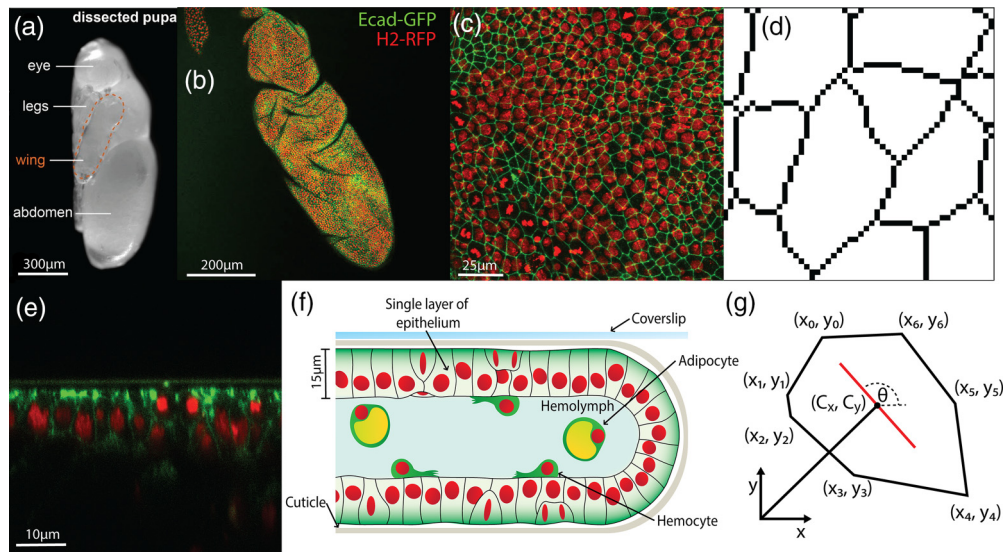 dissected pupa
(a)
eye
legs
wing
abdomen
300µm
Ecad-GFP
H2-RFP
(b)
200µm
(c)
25µm
(d)
(e)
10µm
(f)
Single layer of
epithelium
Coverslip
15µm
Adipocyte
Hemolymph
Cuticle
Hemocyte
(g)
(x₀, y₀)
(x₆, y₆)
(x₁, y₁)
(Cₓ, Cᵧ)
θ
(x₅, y₅)
(x₂, y₂)
(x₃, y₃)
(x₄, y₄)
y
x